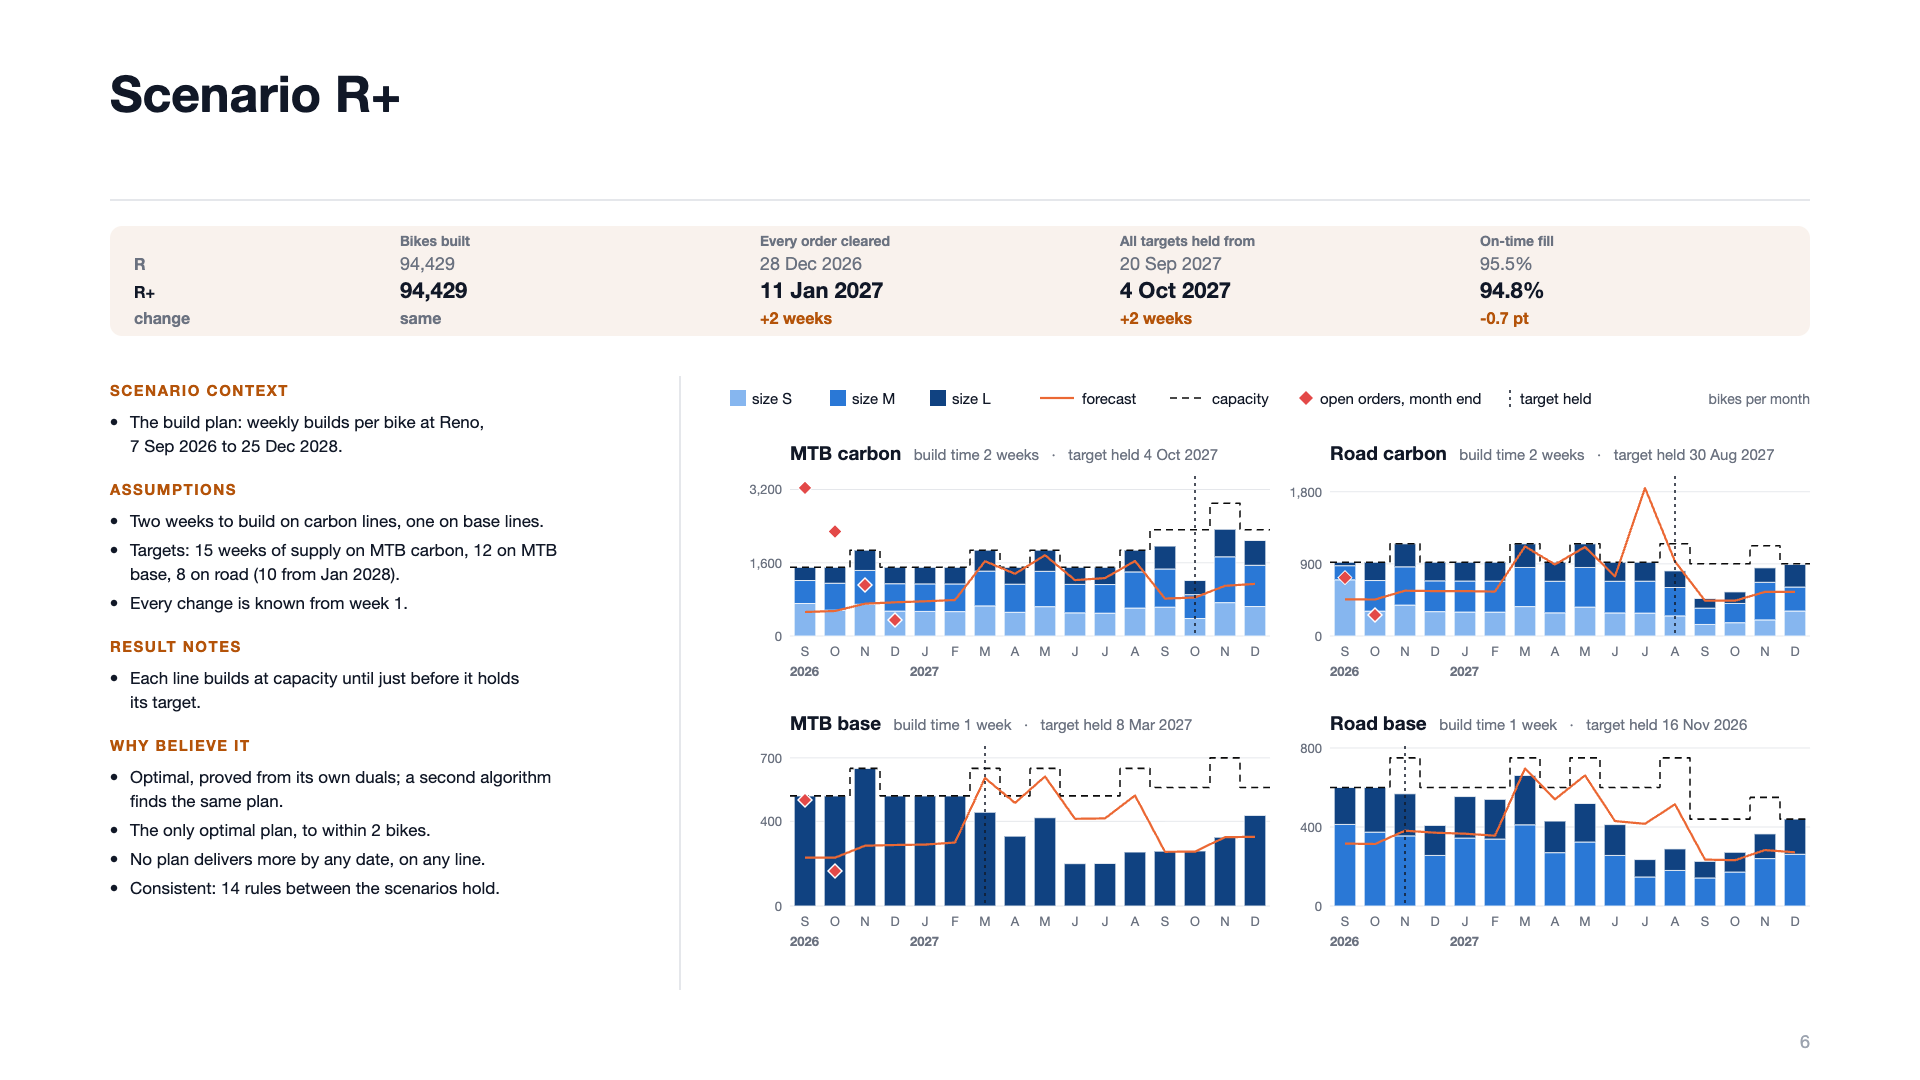 Scenario R+
Bikes built
Every order cleared
All targets held from
On-time fill
R
94,429
28 Dec 2026
20 Sep 2027
95.5%
R+
94,429
11 Jan 2027
4 Oct 2027
94.8%
change
same
+2 weeks
+2 weeks
-0.7 pt
SCENARIO CONTEXT
• The build plan: weekly builds per bike at Reno,
7 Sep 2026 to 25 Dec 2028.
ASSUMPTIONS
• Two weeks to build on carbon lines, one on base lines.
• Targets: 15 weeks of supply on MTB carbon, 12 on MTB
base, 8 on road (10 from Jan 2028).
• Every change is known from week 1.
RESULT NOTES
• Each line builds at capacity until just before it holds
its target.
WHY BELIEVE IT
• Optimal, proved from its own duals; a second algorithm
finds the same plan.
• The only optimal plan, to within 2 bikes.
• No plan delivers more by any date, on any line.
• Consistent: 14 rules between the scenarios hold.
size S
size M
size L
forecast
capacity
open orders, month end
target held
bikes per month
MTB carbon build time 2 weeks · target held 4 Oct 2027
3,200
1,600
0
S O N D J F M A M J J A S O N D
2026 2027
Road carbon build time 2 weeks · target held 30 Aug 2027
1,800
900
0
S O N D J F M A M J J A S O N D
2026 2027
MTB base build time 1 week · target held 8 Mar 2027
700
400
0
S O N D J F M A M J J A S O N D
2026 2027
Road base build time 1 week · target held 16 Nov 2026
800
400
0
S O N D J F M A M J J A S O N D
2026 2027
6